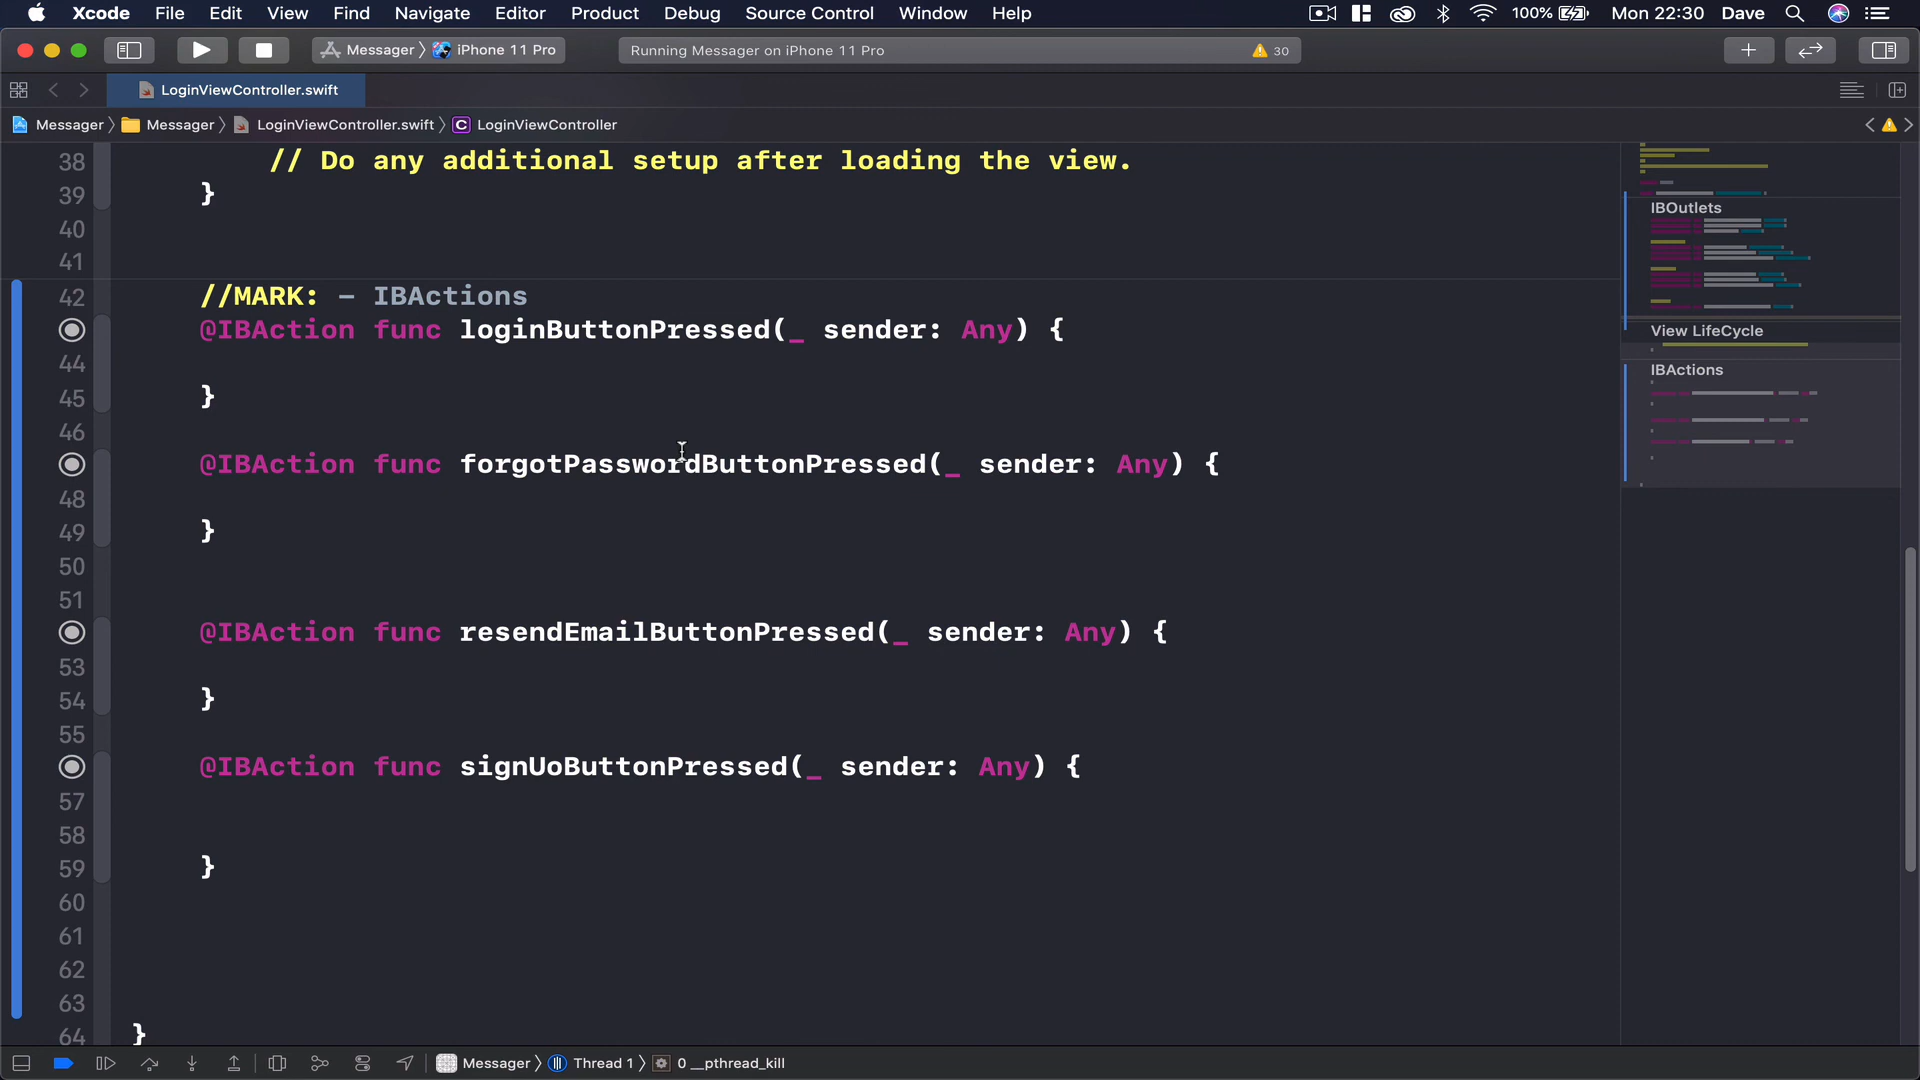 Xcode File Edit View Find Navigate Editor Product Debug Source Control Window Help 100% Mon 22:30 Dave
Messager iPhone 11 Pro Running Messager on iPhone 11 Pro 30
LoginViewController.swift
Messager Messager LoginViewController.swift C LoginViewController
38 // Do any additional setup after loading the view.
39 }
40
41
42 //MARK: - IBActions
@IBAction func loginButtonPressed(_ sender: Any) {
44
45 }
46
@IBAction func forgotPasswordButtonPressed(_ sender: Any) {
48
49 }
50
51
@IBAction func resendEmailButtonPressed(_ sender: Any) {
53
54 }
55
@IBAction func signUoButtonPressed(_ sender: Any) {
57
58
59 }
60
61
62
63
64 }
IBOutlets
View LifeCycle
IBActions
Messager Thread 1 0 __pthread_kill